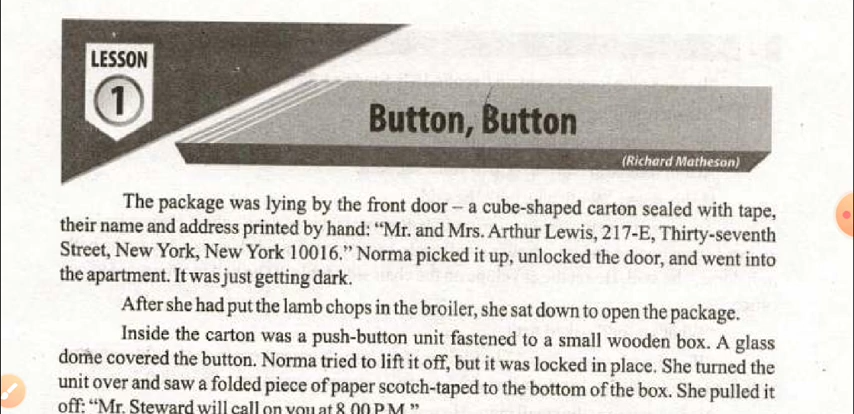 LESSON
1
Button, Button
(Richard Matheson)
The package was lying by the front door – a cube-shaped carton sealed with tape,
their name and address printed by hand: “Mr. and Mrs. Arthur Lewis, 217-E, Thirty-seventh
Street, New York, New York 10016.” Norma picked it up, unlocked the door, and went into
the apartment. It was just getting dark.
After she had put the lamb chops in the broiler, she sat down to open the package.
Inside the carton was a push-button unit fastened to a small wooden box. A glass
dome covered the button. Norma tried to lift it off, but it was locked in place. She turned the
unit over and saw a folded piece of paper scotch-taped to the bottom of the box. She pulled it
off: “Mr. Steward will call on you at 8.00 P.M.”